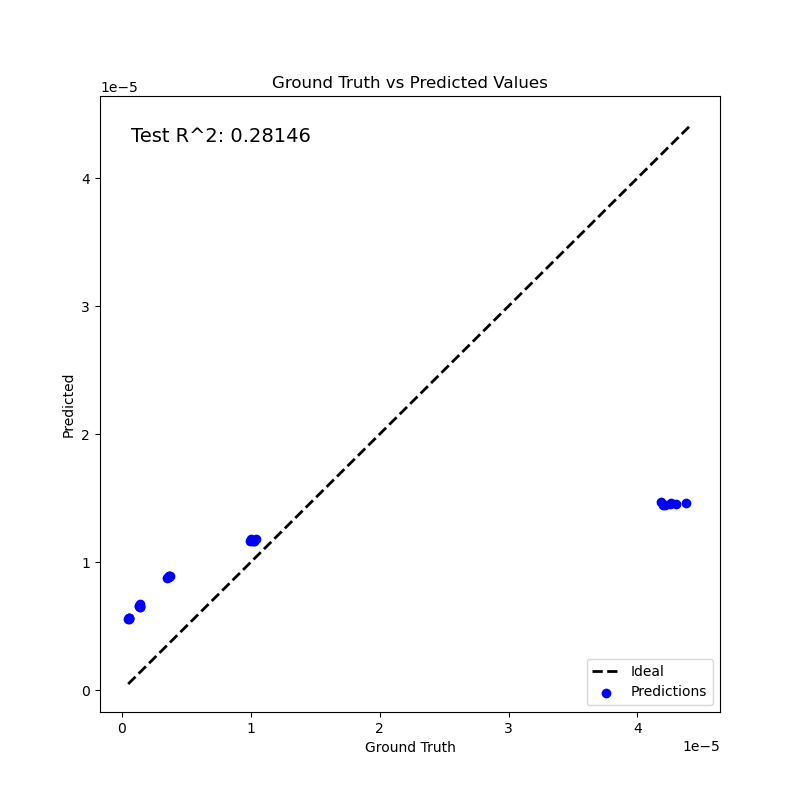 Ground Truth vs Predicted Values
1e−5
Test R^2: 0.28146
4
3
2
1
0
Predicted
Ideal
Predictions
0 1 2 3 4
1e−5
Ground Truth